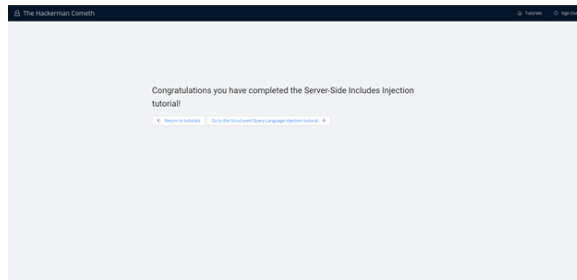 The Hackerman Cometh
Tutorials
Sign Out
Congratulations you have completed the Server-Side Includes Injection
tutorial!
Return to tutorials
Go to the Structured Query Language Injection tutorial